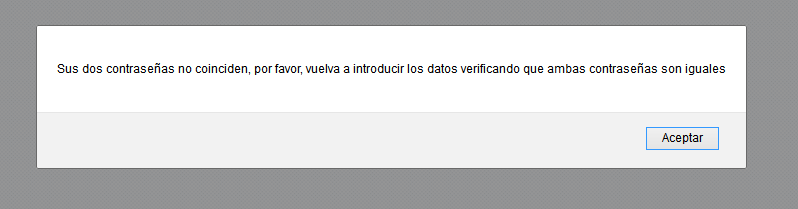 Sus dos contraseñas no coinciden, por favor, vuelva a introducir los datos verificando que ambas contraseñas son iguales
Aceptar